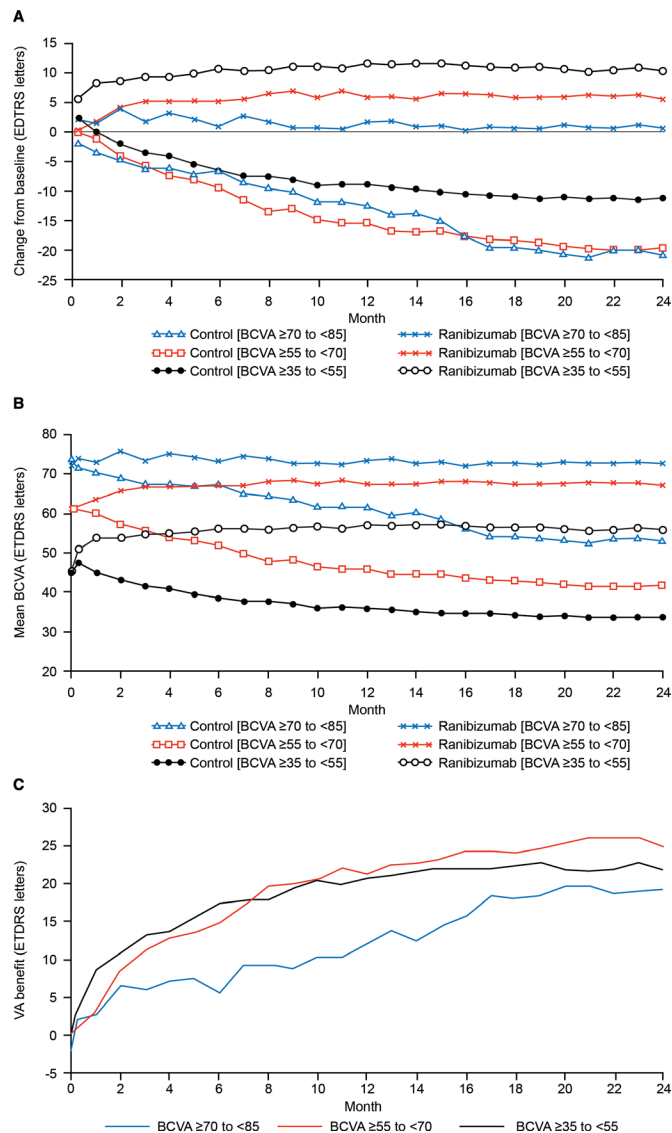 A
Change from baseline (EDTRS letters)
15
10
5
0
-5
-10
-15
-20
-25
0 2 4 6 8 10 12 14 16 18 20 22 24
Month
Control [BCVA ≥70 to <85] Ranibizumab [BCVA ≥70 to <85]
Control [BCVA ≥55 to <70] Ranibizumab [BCVA ≥55 to <70]
Control [BCVA ≥35 to <55] Ranibizumab [BCVA ≥35 to <55]
B
Mean BCVA (ETDRS letters)
80
70
60
50
40
30
20
0 2 4 6 8 10 12 14 16 18 20 22 24
Month
Control [BCVA ≥70 to <85] Ranibizumab [BCVA ≥70 to <85]
Control [BCVA ≥55 to <70] Ranibizumab [BCVA ≥55 to <70]
Control [BCVA ≥35 to <55] Ranibizumab [BCVA ≥35 to <55]
C
VA benefit (ETDRS letters)
30
25
20
15
10
5
0
-5
0 2 4 6 8 10 12 14 16 18 20 22 24
Month
BCVA ≥70 to <85 BCVA ≥55 to <70 BCVA ≥35 to <55